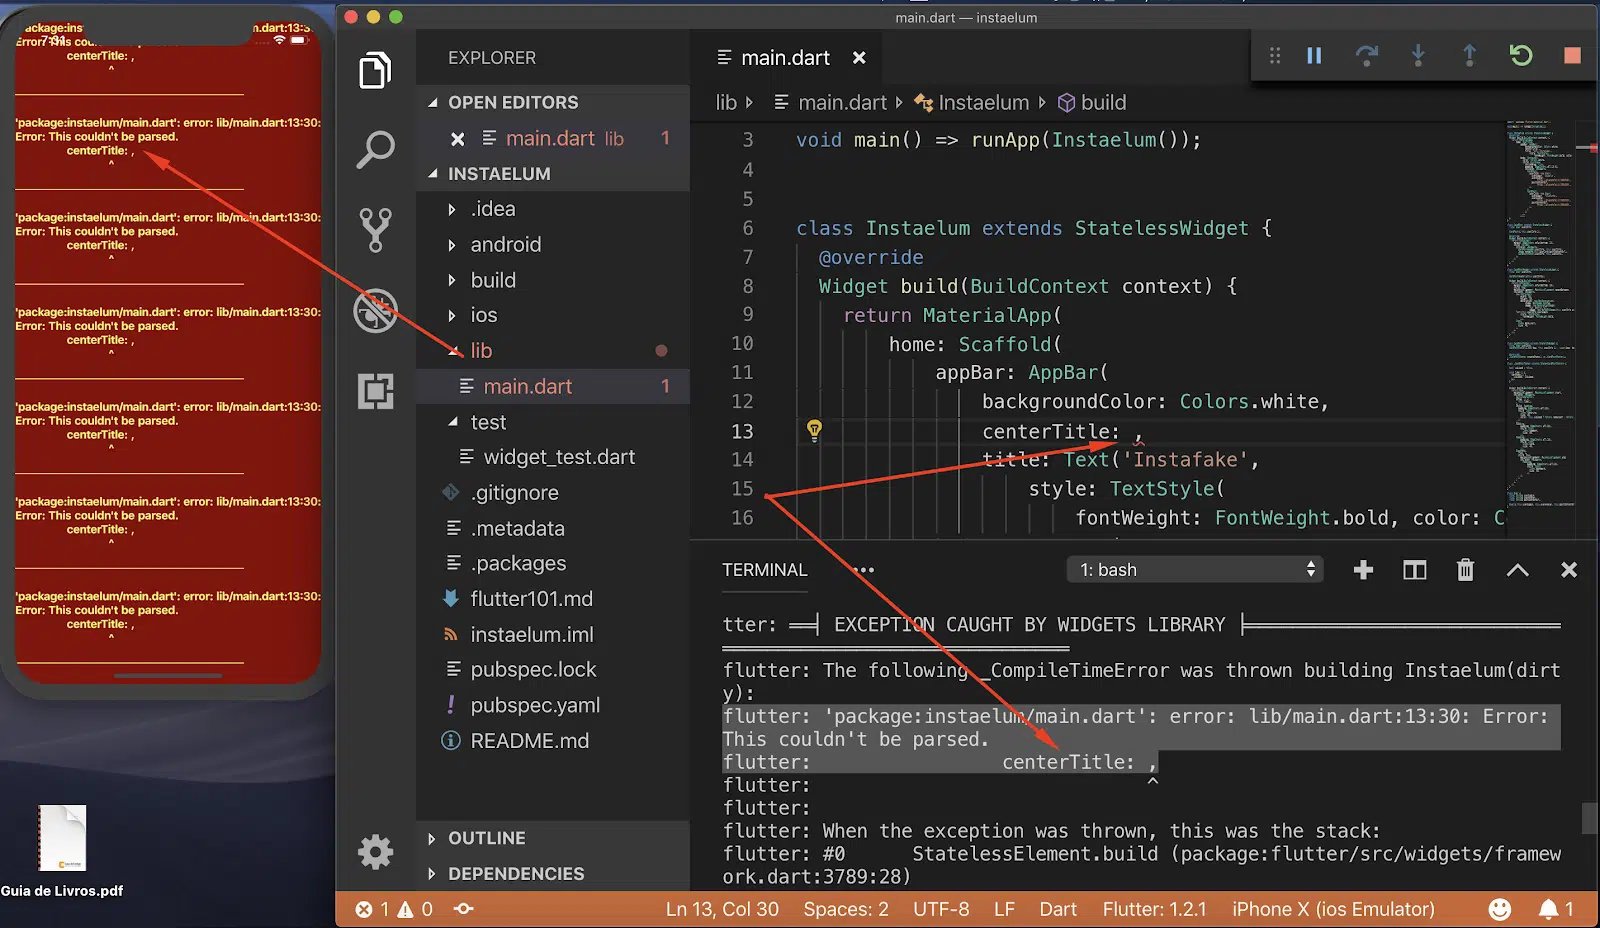 'package:ins
n.dart:13:3
7:31
Error: This cou
centerTitle: ,
^
'package:instaelum/main.dart': error: lib/main.dart:13:30:
Error: This couldn't be parsed.
centerTitle: ,
^
'package:instaelum/main.dart': error: lib/main.dart:13:30:
Error: This couldn't be parsed.
centerTitle: ,
^
'package:instaelum/main.dart': error: lib/main.dart:13:30:
Error: This couldn't be parsed.
centerTitle: ,
^
'package:instaelum/main.dart': error: lib/main.dart:13:30:
Error: This couldn't be parsed.
centerTitle: ,
^
'package:instaelum/main.dart': error: lib/main.dart:13:30:
Error: This couldn't be parsed.
centerTitle: ,
^
'package:instaelum/main.dart': error: lib/main.dart:13:30:
Error: This couldn't be parsed.
centerTitle: ,
^
Guia de Livros.pdf
main.dart — instaelum
EXPLORER
OPEN EDITORS
main.dart lib 1
INSTAELUM
.idea
android
build
ios
lib
main.dart 1
test
widget_test.dart
.gitignore
.metadata
.packages
flutter101.md
instaelum.iml
pubspec.lock
pubspec.yaml
README.md
OUTLINE
DEPENDENCIES
main.dart
lib main.dart Instaelum build
3 void main() => runApp(Instaelum());
4
5
6 class Instaelum extends StatelessWidget {
7 @override
8 Widget build(BuildContext context) {
9 return MaterialApp(
10 home: Scaffold(
11 appBar: AppBar(
12 backgroundColor: Colors.white,
13 centerTitle: ,
14 title: Text('Instafake',
15 style: TextStyle(
16 fontWeight: FontWeight.bold, color: C
TERMINAL ••• 1: bash
tter: ══╡ EXCEPTION CAUGHT BY WIDGETS LIBRARY ╞════════════════════════════
═══════════════════════════════
flutter: The following _CompileTimeError was thrown building Instaelum(dirt
y):
flutter: 'package:instaelum/main.dart': error: lib/main.dart:13:30: Error:
This couldn't be parsed.
flutter: centerTitle: ,
flutter: ^
flutter:
flutter: When the exception was thrown, this was the stack:
flutter: #0 StatelessElement.build (package:flutter/src/widgets/framew
ork.dart:3789:28)
1 0 Ln 13, Col 30 Spaces: 2 UTF-8 LF Dart Flutter: 1.2.1 iPhone X (ios Emulator) 1